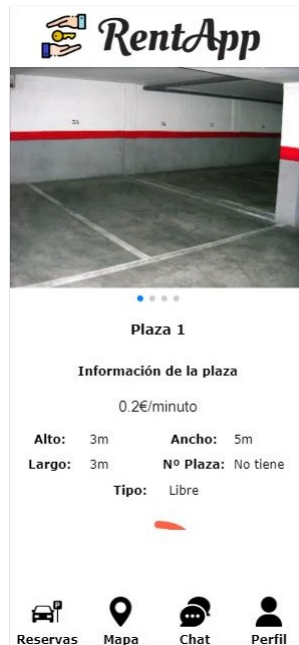 RentApp
Plaza 1
Información de la plaza
0.2€/minuto
Alto: 3m Ancho: 5m
Largo: 3m Nº Plaza: No tiene
Tipo: Libre
P
Reservas Mapa Chat Perfil